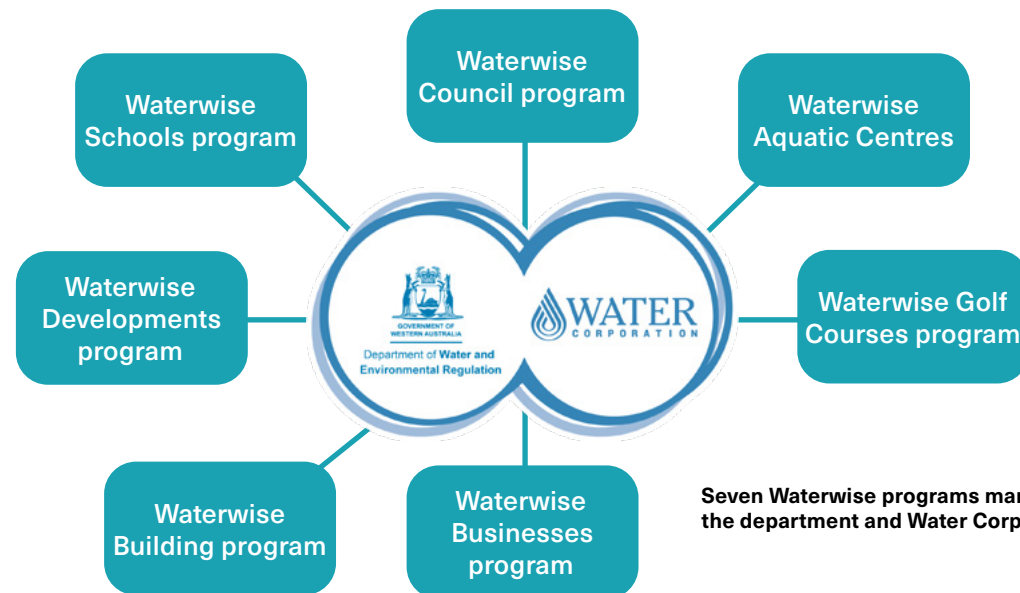 Waterwise
Council program
Waterwise
Schools program
Waterwise
Aquatic Centres
Waterwise
Developments
program
GOVERNMENT OF
WESTERN AUSTRALIA
Department of Water and
Environmental Regulation
WATER
CORPORATION
Waterwise Golf
Courses program
Waterwise
Building program
Waterwise
Businesses
program
Seven Waterwise programs
the department and Water